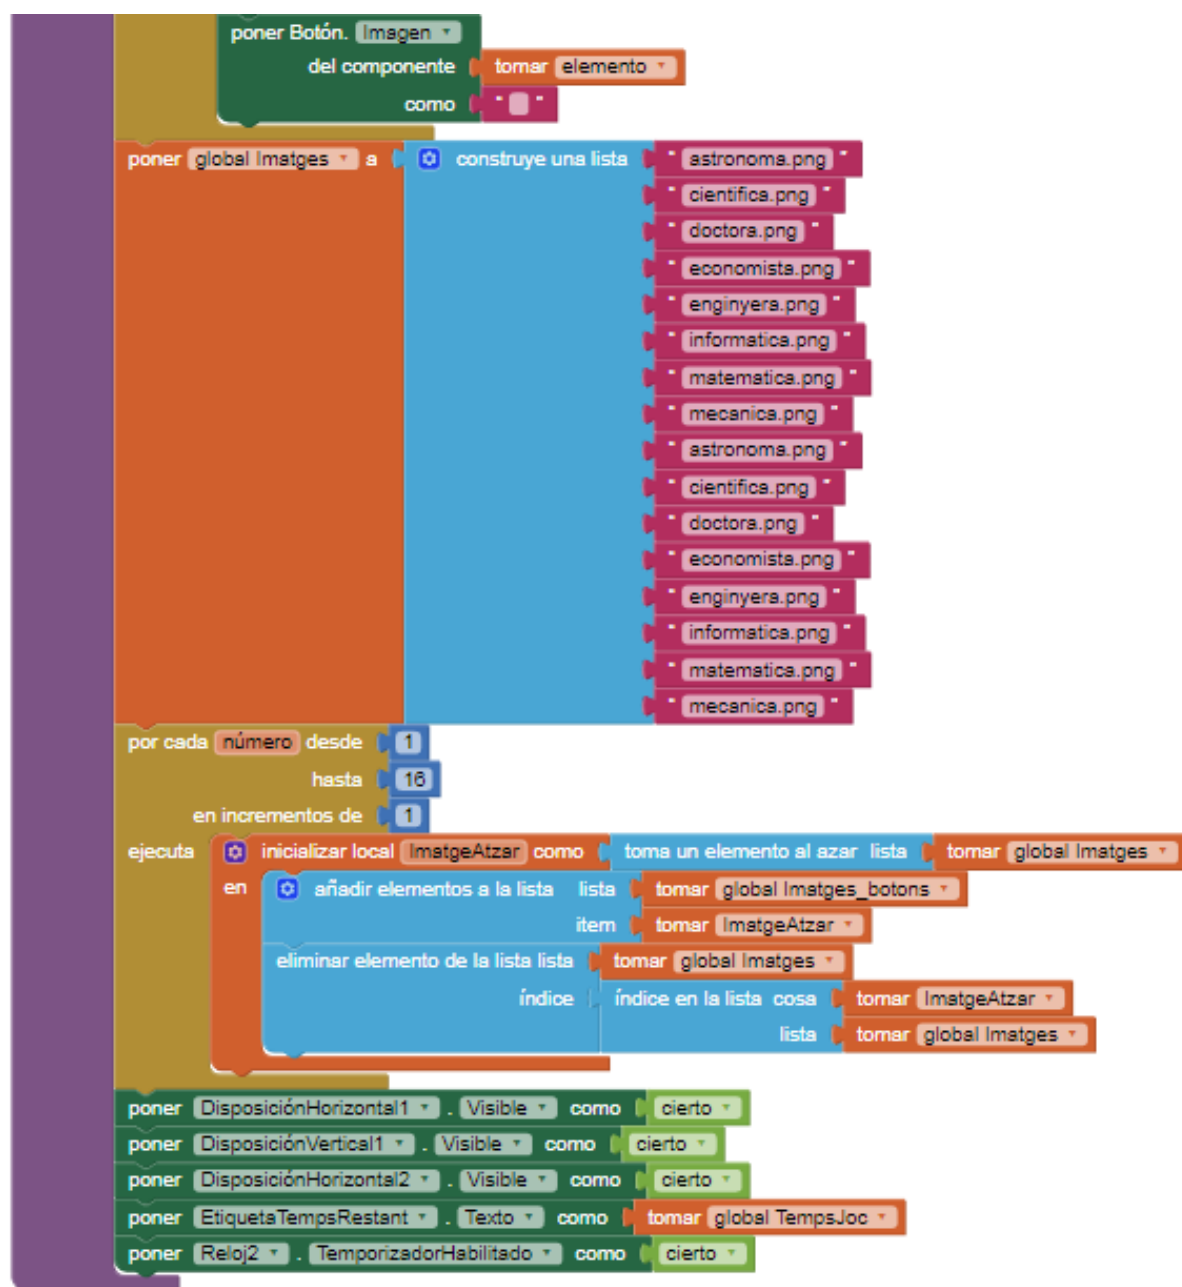 poner Botón. Imagen
del componente tomar elemento
como " "
poner global Imatges a construye una lista " astronoma.png "
" cientifica.png "
" doctora.png "
" economista.png "
" enginyera.png "
" informatica.png "
" matematica.png "
" mecanica.png "
" astronoma.png "
" cientifica.png "
" doctora.png "
" economista.png "
" enginyera.png "
" informatica.png "
" matematica.png "
" mecanica.png "
por cada número desde 1
hasta 16
en incrementos de 1
ejecuta inicializar local ImatgeAtzar como toma un elemento al azar lista tomar global Imatges
en añadir elementos a la lista lista tomar global Imatges_botons
item tomar ImatgeAtzar
eliminar elemento de la lista lista tomar global Imatges
índice índice en la lista cosa tomar ImatgeAtzar
lista tomar global Imatges
poner DisposiciónHorizontal1 . Visible como cierto
poner DisposiciónVertical1 . Visible como cierto
poner DisposiciónHorizontal2 . Visible como cierto
poner EtiquetaTempsRestant . Texto como tomar global TempsJoc
poner Reloj2 . TemporizadorHabilitado como cierto